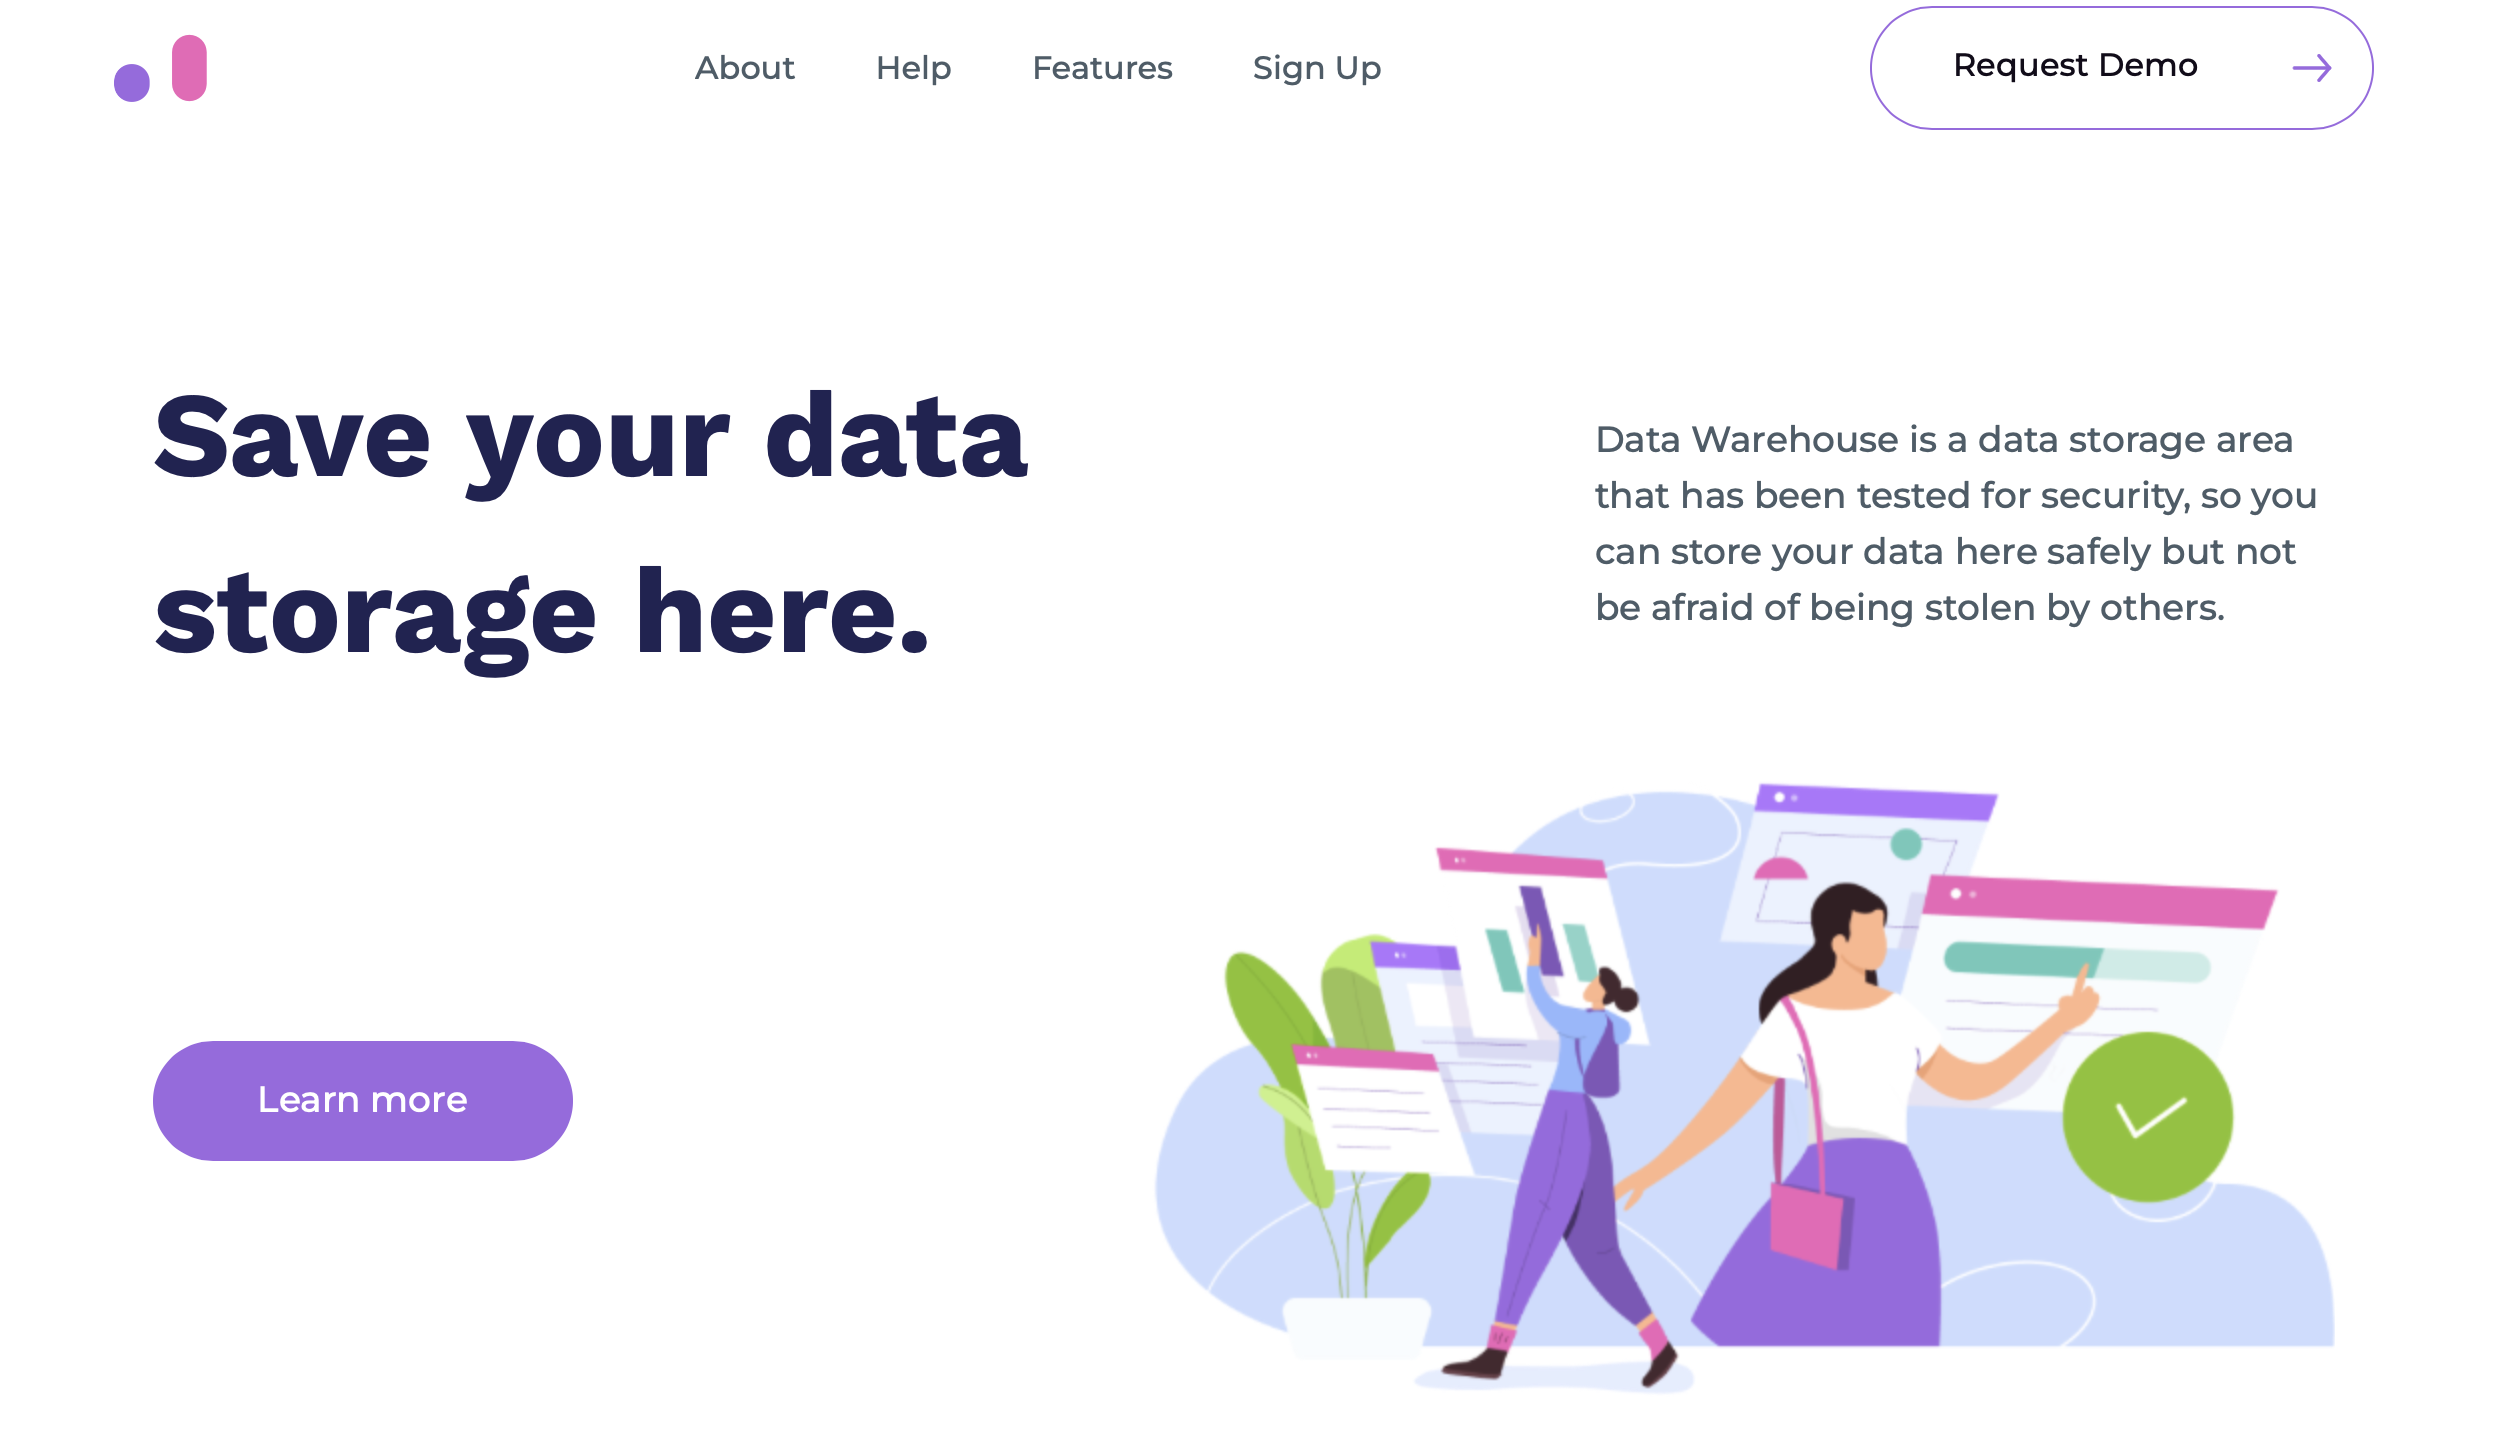 About
Help
Features
Sign Up
Request Demo
Save your data
storage here.
Data Warehouse is a data storage area
that has been tested for security, so you
can store your data here safely but not
be afraid of being stolen by others.
Learn more